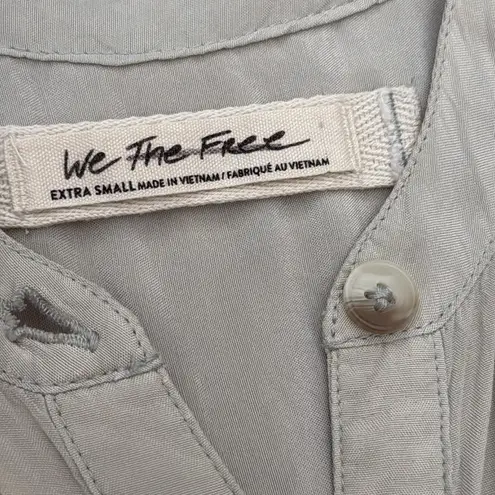 We The Free
EXTRA SMALL MADE IN VIETNAM / FABRIQUÉ AU VIETNAM